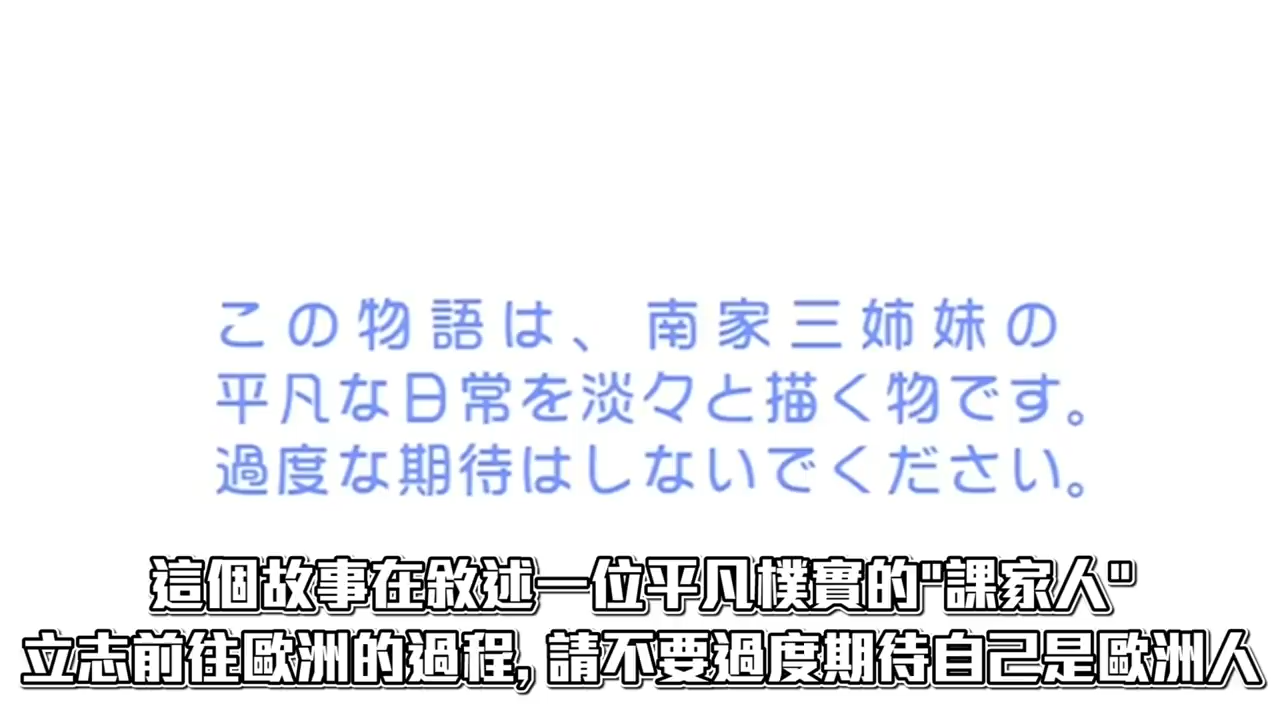 この物語は、南家三姉妹の
平凡な日常を淡々と描く物です。
過度な期待はしないでください。
這個故事在敘述一位平凡樸實的"課家人"
立志前往歐洲的過程,請不要過度期待自己是歐洲人